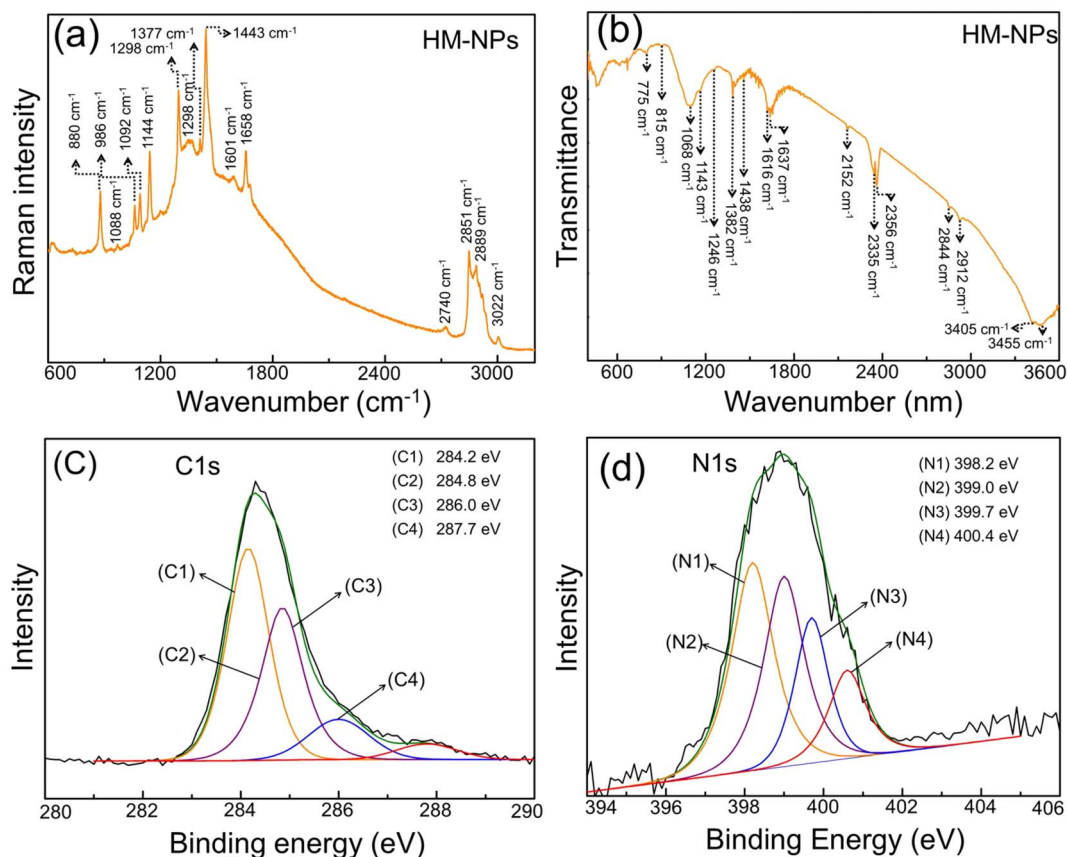 (a)
HM-NPs
1377 cm-1
1298 cm-1
1443 cm-1
880 cm-1
986 cm-1
1092 cm-1
1144 cm-1
1088 cm-1
1298 cm-1
1601 cm-1
1658 cm-1
2740 cm-1
2851 cm-1
2889 cm-1
3022 cm-1
Raman intensity
600 1200 1800 2400 3000
Wavenumber (cm-1)
(b)
HM-NPs
775 cm-1
815 cm-1
1068 cm-1
1143 cm-1
1246 cm-1
1382 cm-1
1438 cm-1
1616 cm-1
1637 cm-1
2152 cm-1
2335 cm-1
2356 cm-1
2844 cm-1
2912 cm-1
3405 cm-1
3455 cm-1
Transmittance
600 1200 1800 2400 3000 3600
Wavenumber (nm)
(C)
C1s
(C1) 284.2 eV
(C2) 284.8 eV
(C3) 286.0 eV
(C4) 287.7 eV
(C1)
(C3)
(C2)
(C4)
Intensity
280 282 284 286 288 290
Binding energy (eV)
(d)
N1s
(N1) 398.2 eV
(N2) 399.0 eV
(N3) 399.7 eV
(N4) 400.4 eV
(N1)
(N3)
(N2)
(N4)
Intensity
394 396 398 400 402 404 406
Binding Energy (eV)